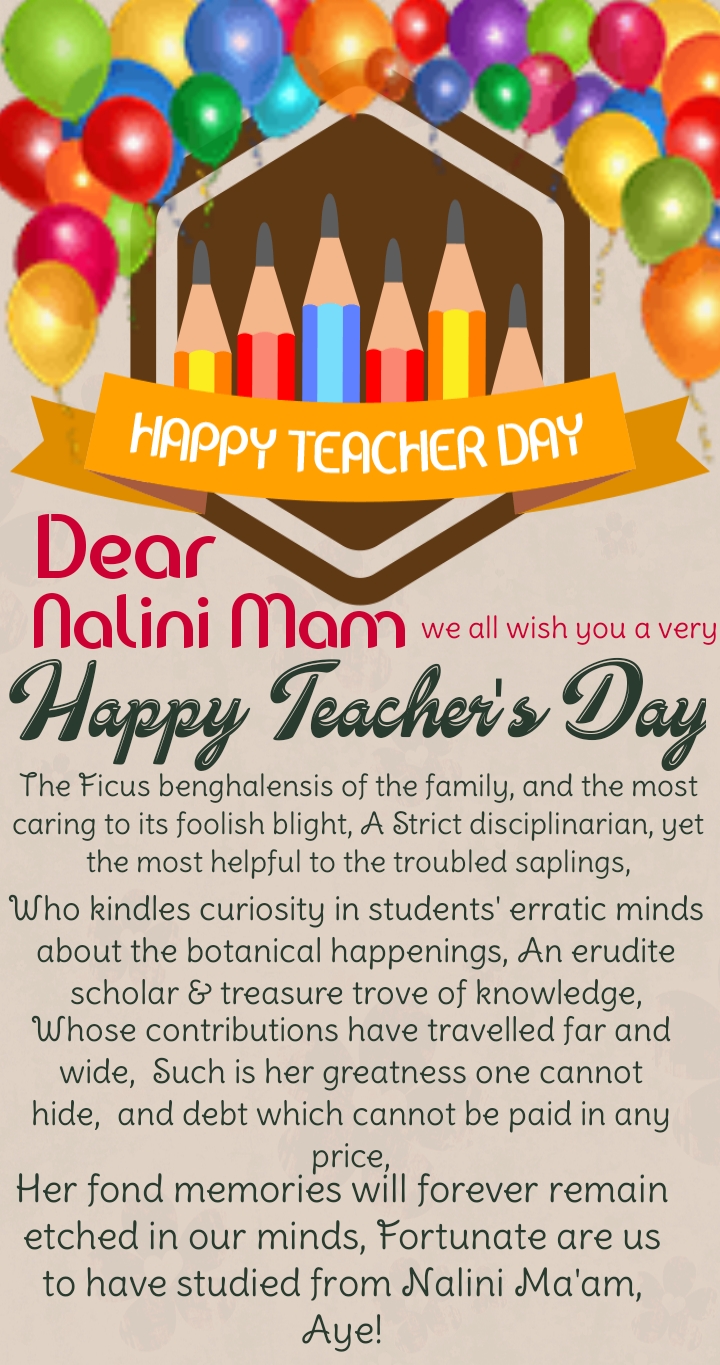 HAPPY TEACHER DAY
Dear
Nalini Mam we all wish you a very
Happy Teacher's Day
The Ficus benghalensis of the family, and the most
caring to its foolish blight, A Strict disciplinarian, yet
the most helpful to the troubled saplings,
Who kindles curiosity in students' erratic minds
about the botanical happenings, An erudite
scholar & treasure trove of knowledge,
Whose contributions have travelled far and
wide, Such is her greatness one cannot
hide, and debt which cannot be paid in any
price,
Her fond memories will forever remain
etched in our minds, Fortunate are us
to have studied from Nalini Ma'am,
Aye!